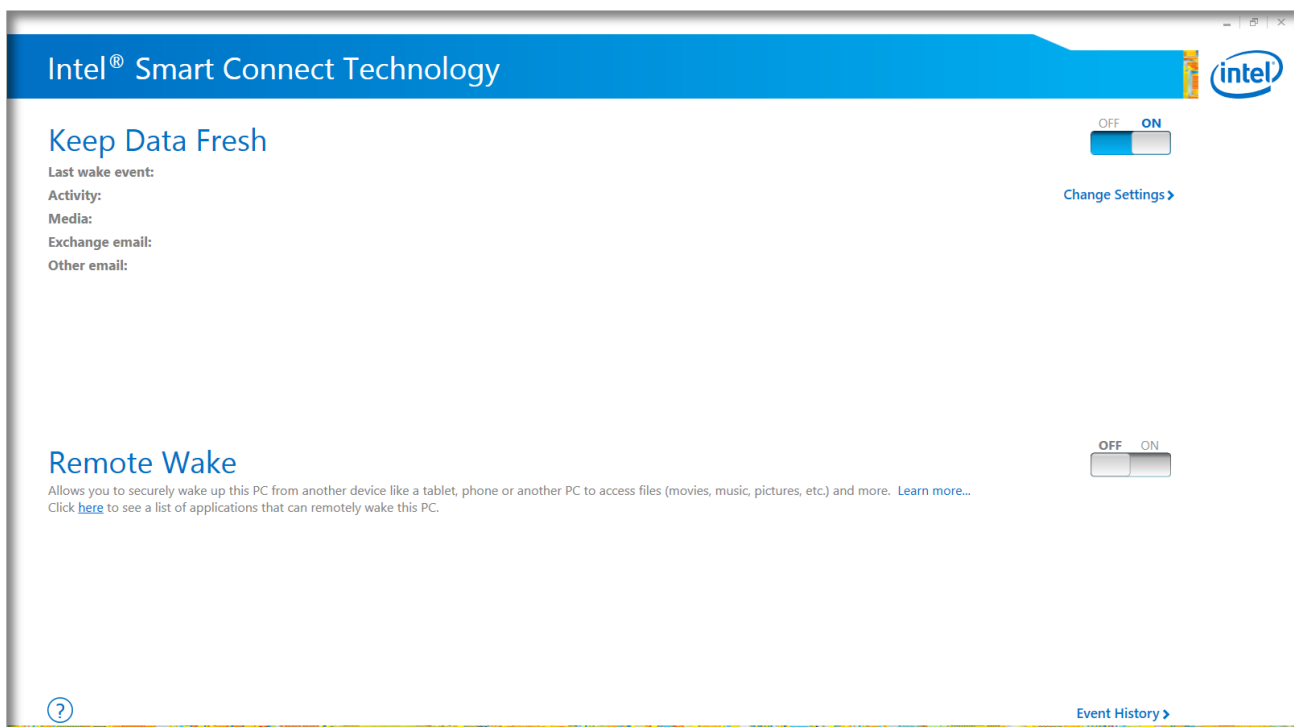 Intel® Smart Connect Technology
intel
Keep Data Fresh
OFF ON
Last wake event:
Activity:
Change Settings
Media:
Exchange email:
Other email:
Remote Wake
OFF ON
Allows you to securely wake up this PC from another device like a tablet, phone or another PC to access files (movies, music, pictures, etc.) and more. Learn more...
Click here to see a list of applications that can remotely wake this PC.
?
Event History